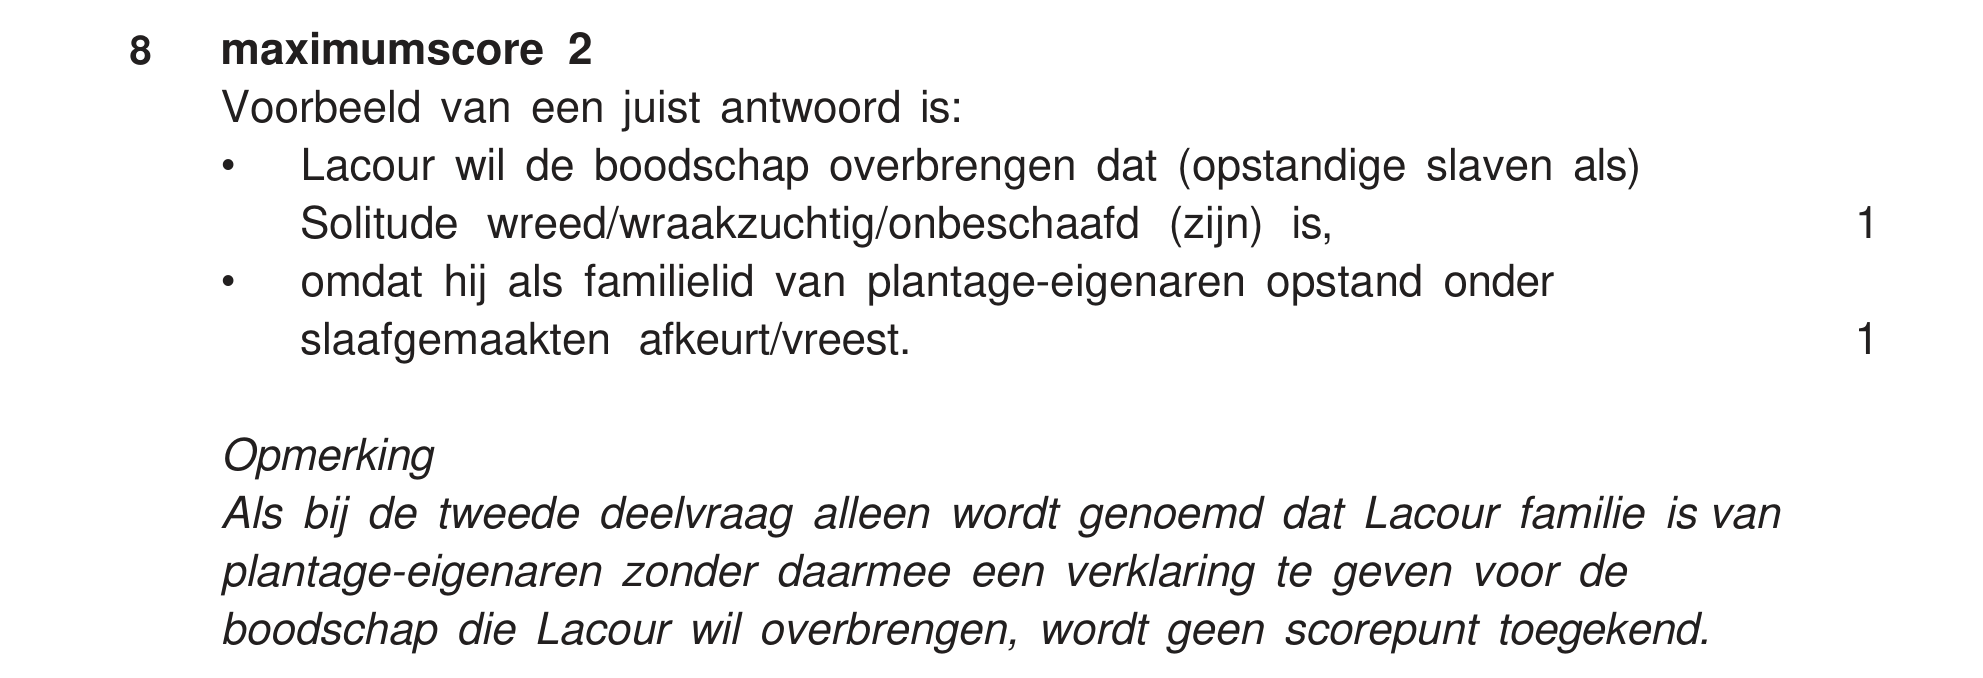 8 maximumscore 2
Voorbeeld van een juist antwoord is:
• Lacour wil de boodschap overbrengen dat (opstandige slaven als)
Solitude wreed/wraakzuchtig/onbeschaafd (zijn) is, 1
• omdat hij als familielid van plantage-eigenaren opstand onder
slaafgemaakten afkeurt/vreest. 1
Opmerking
Als bij de tweede deelvraag alleen wordt genoemd dat Lacour familie is van
plantage-eigenaren zonder daarmee een verklaring te geven voor de
boodschap die Lacour wil overbrengen, wordt geen scorepunt toegekend.